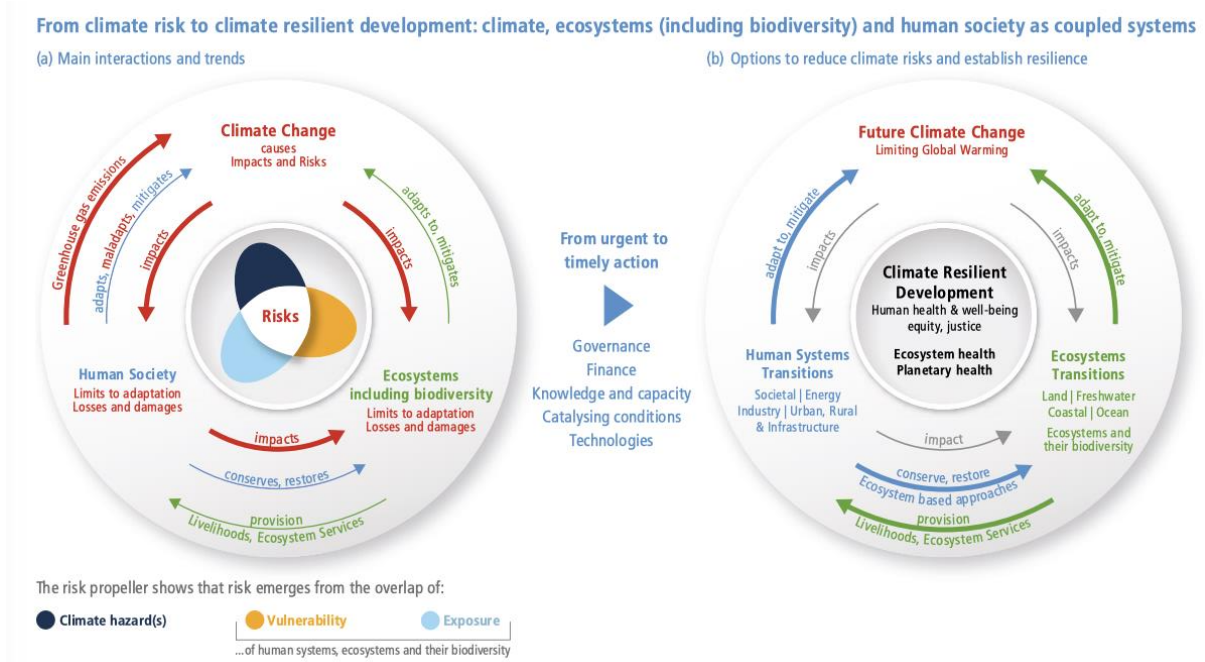 From climate risk to climate resilient development: climate, ecosystems (including biodiversity) and human society as coupled systems
(a) Main interactions and trends
Climate Change
causes
Impacts and Risks
Greenhouse gas emissions
adapts, maladapts, mitigates
impacts
impacts
adapts to, mitigates
Risks
Human Society
Limits to adaptation
Losses and damages
Ecosystems
including biodiversity
Limits to adaptation
Losses and damages
impacts
conserves, restores
provision
Livelihoods, Ecosystem Services
From urgent to
timely action
Governance
Finance
Knowledge and capacity
Catalysing conditions
Technologies
(b) Options to reduce climate risks and establish resilience
Future Climate Change
Limiting Global Warming
adapt to, mitigate
impacts
impacts
adapt to, mitigate
Climate Resilient
Development
Human health & well-being
equity, justice
Ecosystem health
Planetary health
Human Systems
Transitions
Societal | Energy
Industry | Urban, Rural
& Infrastructure
Ecosystems
Transitions
Land | Freshwater
Coastal | Ocean
Ecosystems and
their biodiversity
impact
conserve, restore
Ecosystem based approaches
provision
Livelihoods, Ecosystem Services
The risk propeller shows that risk emerges from the overlap of:
Climate hazard(s)
Vulnerability
Exposure
...of human systems, ecosystems and their biodiversity